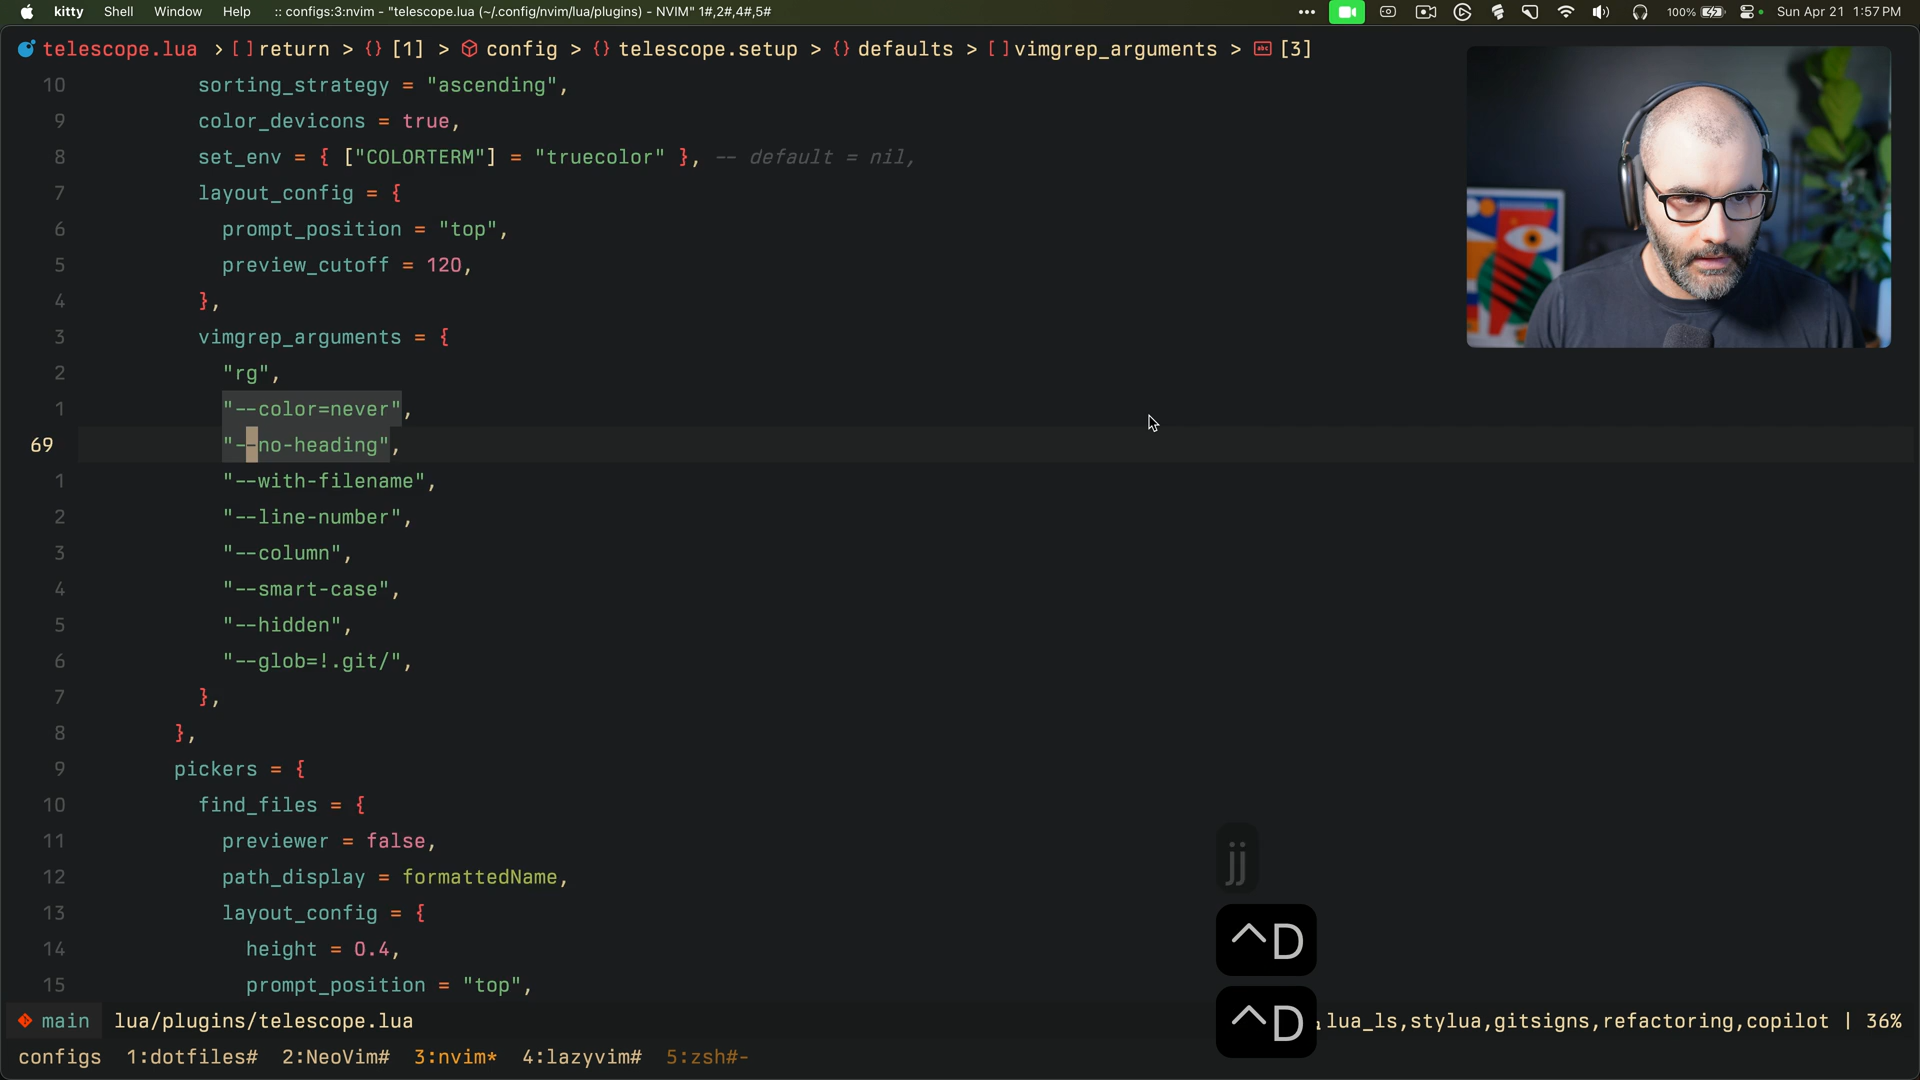 kitty Shell Window Help :: configs:3:nvim - "telescope.lua (~/.config/nvim/lua/plugins) - NVIM" 1#,2#,4#,5# ••• 100% Sun Apr 21 1:57 PM
telescope.lua > [ ] return > {} [1] > config > {} telescope.setup > {} defaults > [ ] vimgrep_arguments > abc [3]
10 sorting_strategy = "ascending",
9 color_devicons = true,
8 set_env = { ["COLORTERM"] = "truecolor" }, -- default = nil,
7 layout_config = {
6 prompt_position = "top",
5 preview_cutoff = 120,
4 },
3 vimgrep_arguments = {
2 "rg",
1 "--color=never",
69 "--no-heading",
1 "--with-filename",
2 "--line-number",
3 "--column",
4 "--smart-case",
5 "--hidden",
6 "--glob=!.git/",
7 },
8 },
9 pickers = {
10 find_files = {
11 previewer = false,
12 path_display = formattedName,
13 layout_config = {
14 height = 0.4,
15 prompt_position = "top",
jj
^D
^D
main lua/plugins/telescope.lua lua_ls,stylua,gitsigns,refactoring,copilot | 36%
configs 1:dotfiles# 2:NeoVim# 3:nvim* 4:lazyvim# 5:zsh#-